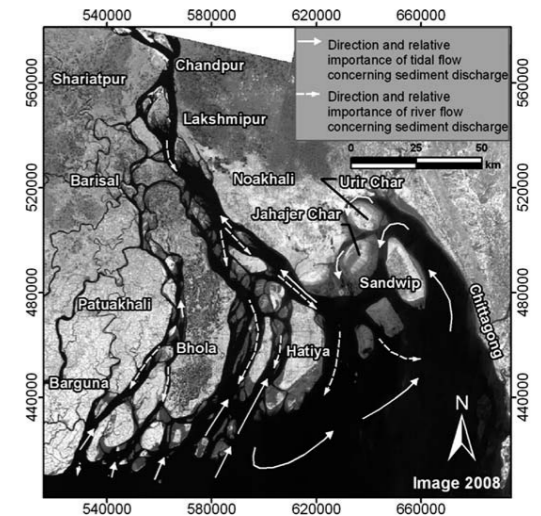 540000 580000 620000 660000
Direction and relative
importance of tidal flow
concerning sediment discharge
Direction and relative
importance of river flow
concerning sediment discharge
0 25 50
km
560000
520000
480000
440000
Chandpur
Shariatpur
Lakshmipur
Barisal
Noakhali
Urir Char
Jahajer Char
Sandwip
Chittagong
Patuakhali
Bhola
Hatiya
Barguna
N
Image 2008
560000
520000
480000
440000
540000 580000 620000 660000